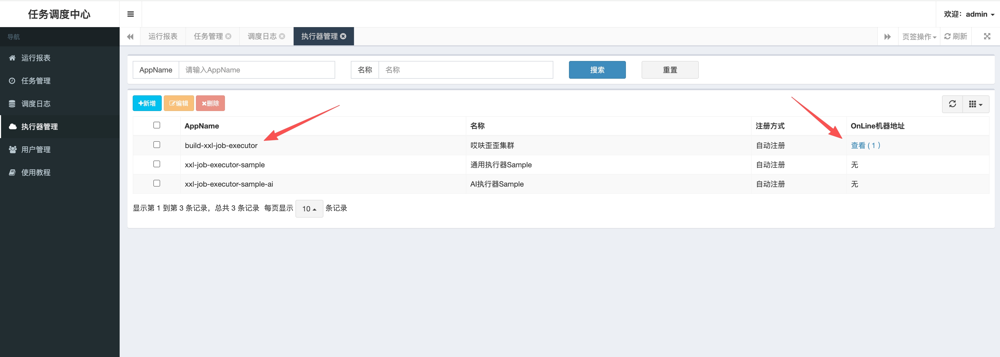 任务调度中心
欢迎：admin
导航
运行报表
任务管理
调度日志
执行器管理
用户管理
使用教程
运行报表 任务管理 调度日志 执行器管理 页签操作 刷新
AppName 请输入AppName 名称 名称 搜索 重置
新增 编辑 删除
AppName 名称 注册方式 OnLine机器地址
build-xxl-job-executor 哎呋歪歪集群 自动注册 查看 ( 1 )
xxl-job-executor-sample 通用执行器Sample 自动注册 无
xxl-job-executor-sample-ai AI执行器Sample 自动注册 无
显示第 1 到第 3 条记录，总共 3 条记录 每页显示 10 条记录